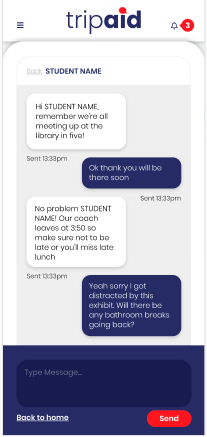 tripaid
3
Back STUDENT NAME
Hi STUDENT NAME,
remember we're all
meeting up at the
library in five!
Sent 13:33pm
Ok thank you will be
there soon
Sent 13:33pm
No problem STUDENT
NAME! Our coach
leaves at 3:50 so
make sure not to be
late or you'll miss late
lunch
Sent 13:33pm
Yeah sorry I got
distracted by this
exhibit. Will there be
any bathroom breaks
going back?
Type Message...
Back to home
Send